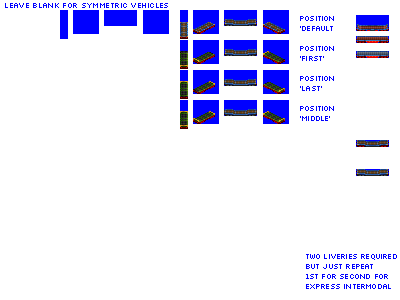 LEAVE BLANK FOR SYMMETRIC VEHICLES
POSITION
'DEFAULT
POSITION
'FIRST'
POSITION
'LAST'
POSITION
'MIDDLE'
TWO LIVERIES REQUIRED
BUT JUST REPEAT
1ST FOR SECOND FOR
EXPRESS INTERMODAL